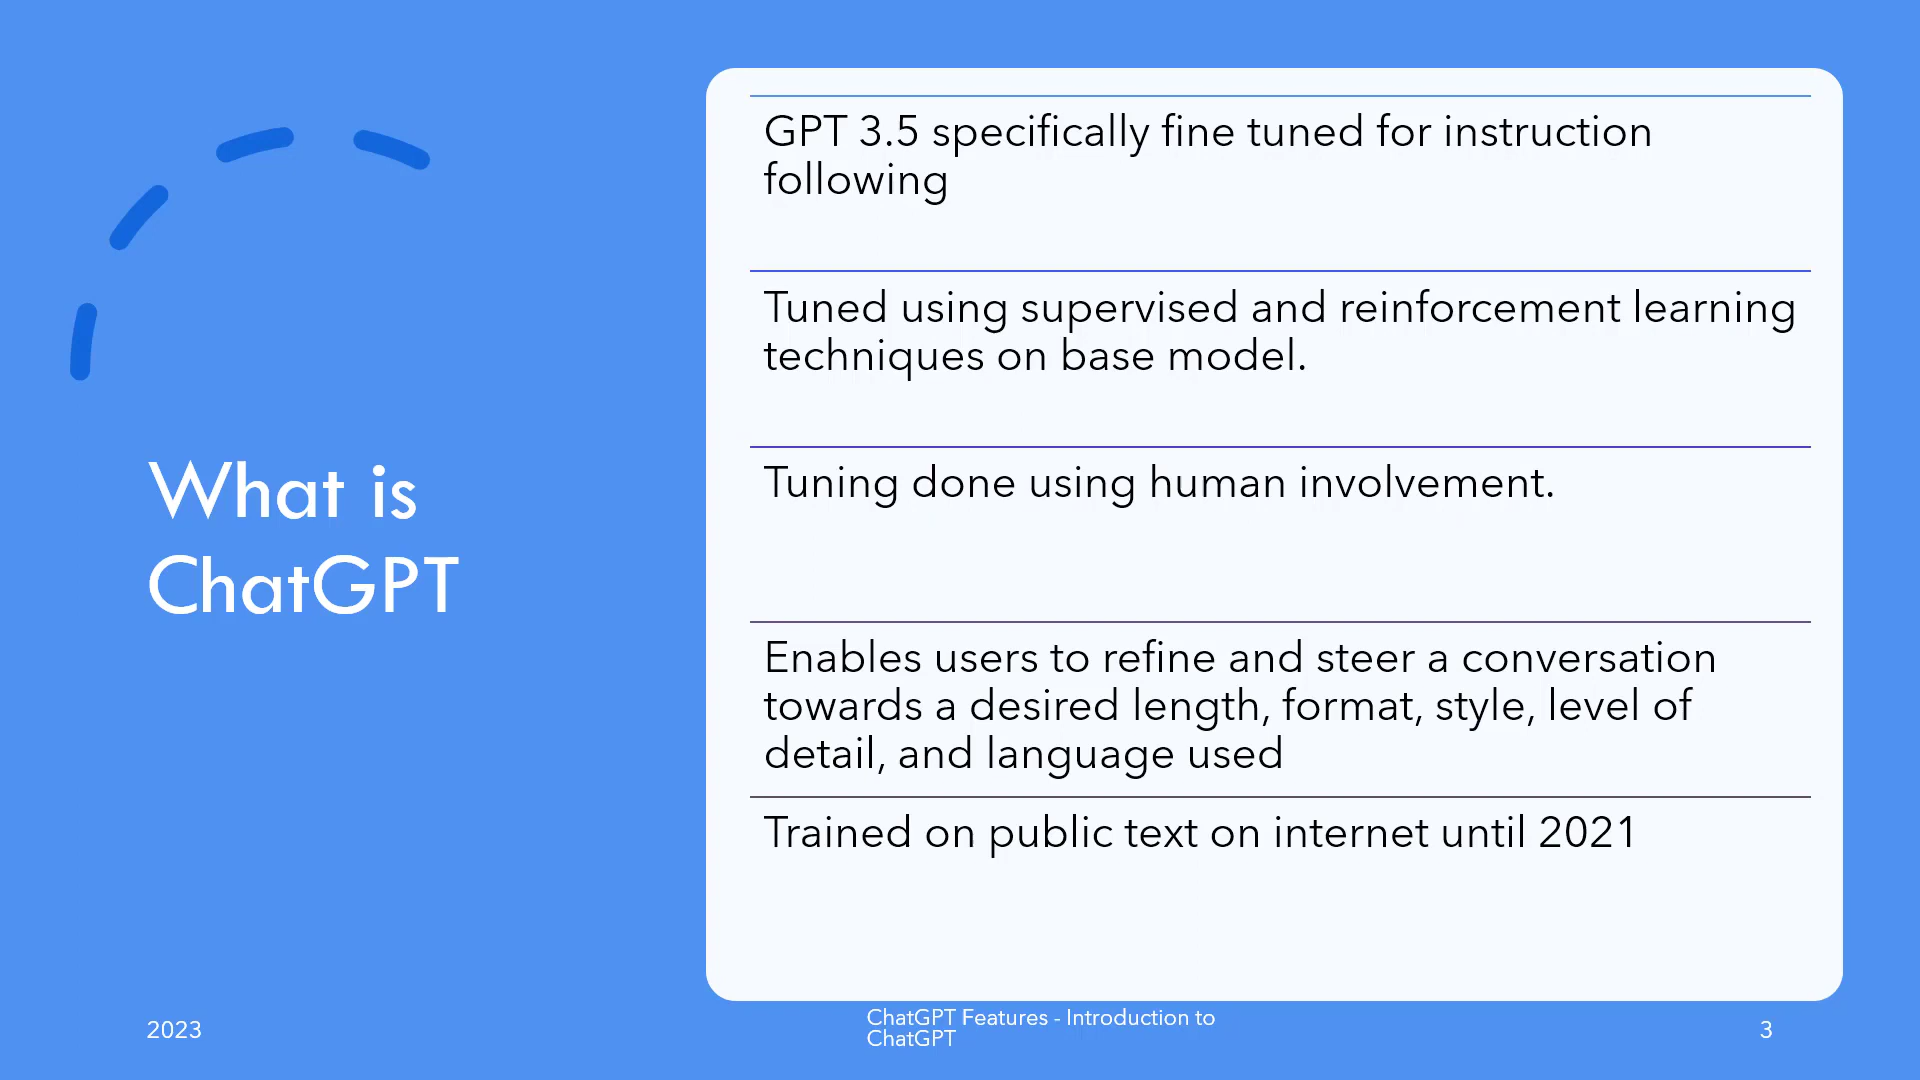 What is
ChatGPT
GPT 3.5 specifically fine tuned for instruction
following
Tuned using supervised and reinforcement learning
techniques on base model.
Tuning done using human involvement.
Enables users to refine and steer a conversation
towards a desired length, format, style, level of
detail, and language used
Trained on public text on internet until 2021
2023
ChatGPT Features - Introduction to
ChatGPT
3